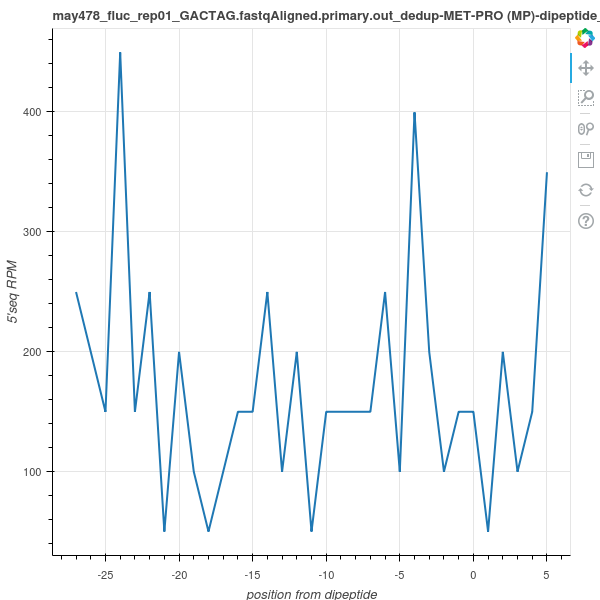 may478_fluc_rep01_GACTAG.fastqAligned.primary.out_dedup-MET-PRO (MP)-dipeptide_
400
300
200
100
5'seq RPM
-25 -20 -15 -10 -5 0 5
position from dipeptide